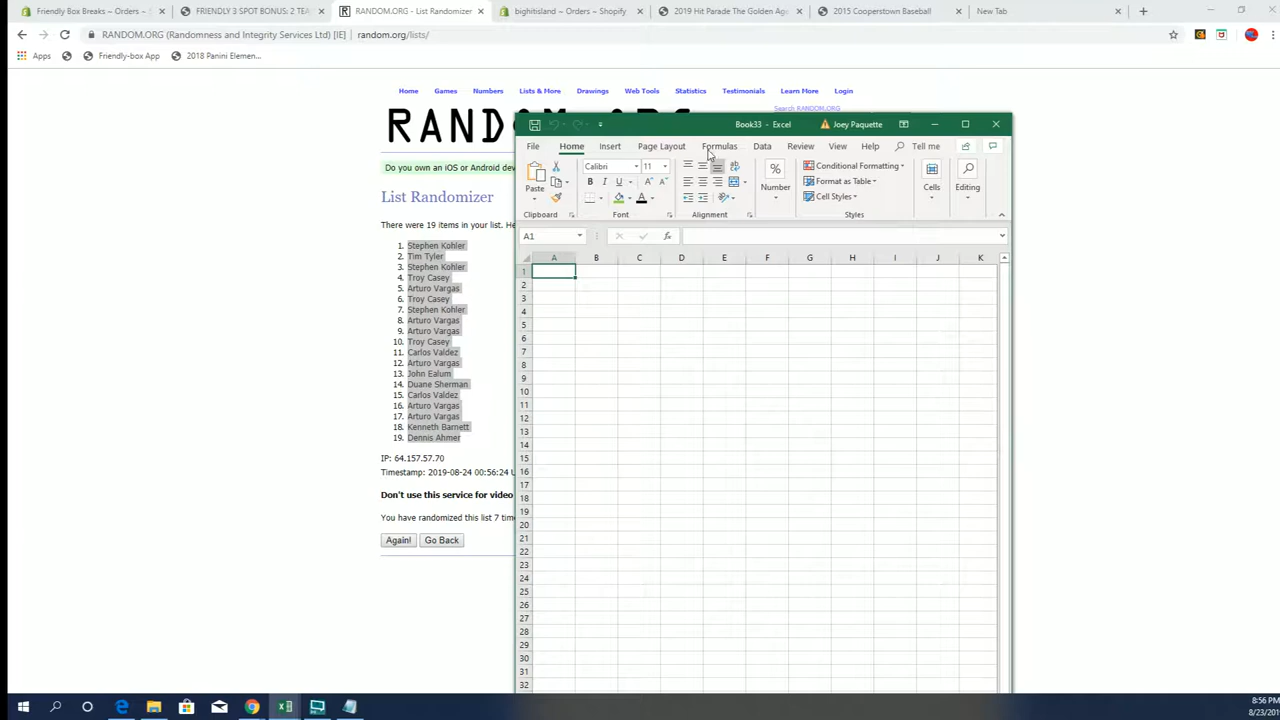 Friendly Box Breaks ~ Orders ~ S
FRIENDLY 3 SPOT BONUS: 2 TEA
RANDOM.ORG - List Randomizer
bighitisland ~ Orders ~ Shopify
2019 Hit Parade The Golden Age
2015 Cooperstown Baseball
New Tab
RANDOM.ORG (Randomness and Integrity Services Ltd) [IE] | random.org/lists/
Apps
Friendly-box App
2018 Panini Elemen...
Home Games Numbers Lists & More Drawings Web Tools Statistics Testimonials Learn More Login
Search RANDOM.ORG
RANDOM.ORG
Do you own an iOS or Android dev
List Randomizer
There were 19 items in your list. He
1. Stephen Kohler
2. Tim Tyler
3. Stephen Kohler
4. Troy Casey
5. Arturo Vargas
6. Troy Casey
7. Stephen Kohler
8. Arturo Vargas
9. Arturo Vargas
10. Troy Casey
11. Carlos Valdez
12. Arturo Vargas
13. John Ealum
14. Duane Sherman
15. Carlos Valdez
16. Arturo Vargas
17. Arturo Vargas
18. Kenneth Barnett
19. Dennis Ahmer
IP: 64.157.57.70
Timestamp: 2019-08-24 00:56:24 U
Don't use this service for video
You have randomized this list 7 time
Again! Go Back
Book33 - Excel
Joey Paquette
File Home Insert Page Layout Formulas Data Review View Help Tell me
Calibri 11
Paste
B I U
Number
Conditional Formatting
Format as Table
Cell Styles
Cells
Editing
Clipboard Font Alignment Styles
A1
fx
A B C D E F G H I J K
1
2
3
4
5
6
7
8
9
10
11
12
13
14
15
16
17
18
19
20
21
22
23
24
25
26
27
28
29
30
31
32
8:56 PM
8/23/201